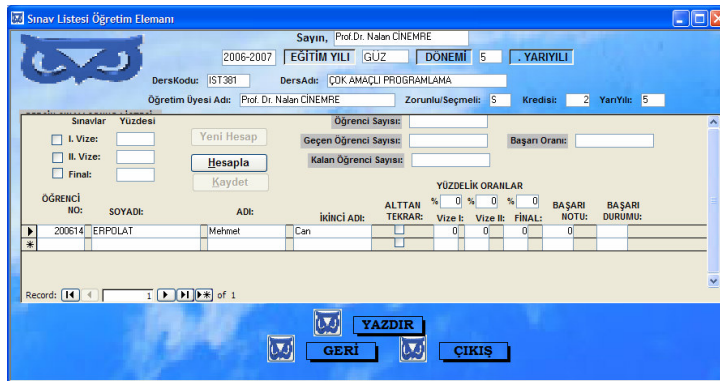 Sınav Listesi Öğretim Elemanı
Sayın, Prof.Dr. Nalan CİNEMRE
2006-2007 EĞİTİM YILI GÜZ DÖNEMİ 5 . YARIYILI
DersKodu: IST381 DersAdı: ÇOK AMAÇLI PROGRAMLAMA
Öğretim Üyesi Adı: Prof. Dr. Nalan CİNEMRE Zorunlu/Seçmeli: S Kredisi: 2 YarıYılı: 5
Sınavlar Yüzdesi Yeni Hesap Öğrenci Sayısı:
I. Vize: Geçen Öğrenci Sayısı: Başarı Oranı:
II. Vize: Hesapla Kalan Öğrenci Sayısı:
Final: Kaydet
YÜZDELİK ORANLAR
ÖĞRENCİ NO: SOYADI: ADI: İKİNCİ ADI: ALTTAN TEKRAR: % 0 Vize I: % 0 Vize II: % 0 FİNAL: BAŞARI NOTU: BAŞARI DURUMU:
200614 ERPOLAT Mehmet Can 0 0 0 0
Record: 1 of 1
YAZDIR
GERİ ÇIKIŞ